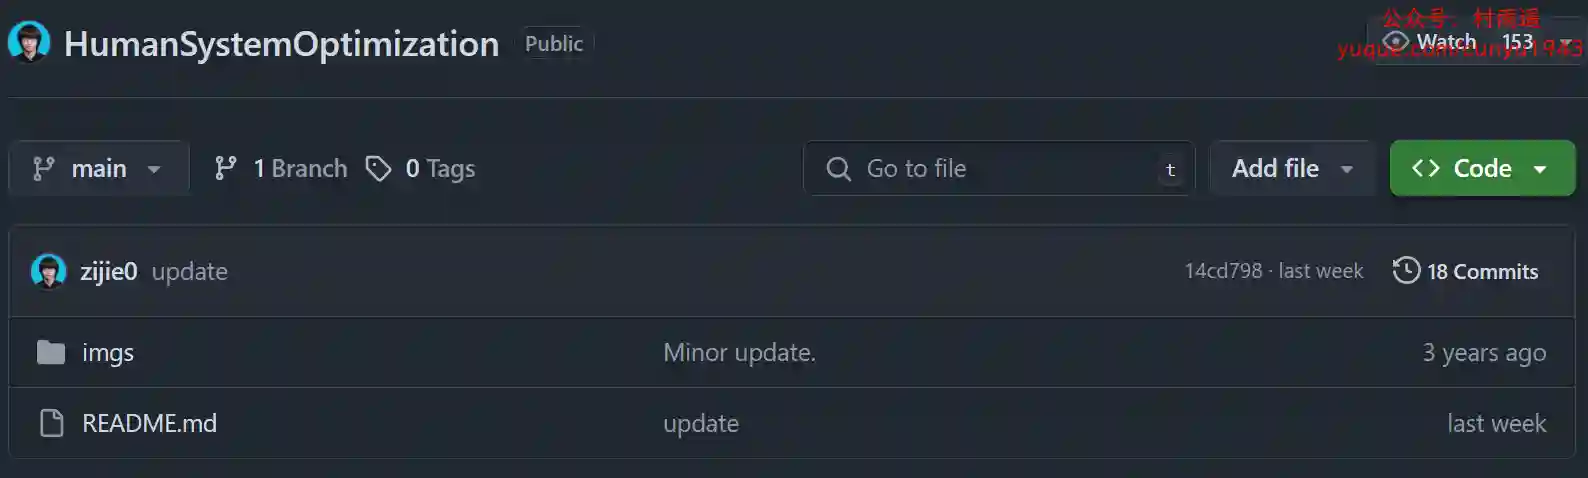 HumanSystemOptimization Public
公众号：村雨遥
Watch 153
yuque.com/cunyu1943
main 1 Branch 0 Tags Go to file t Add file Code
zijie0 update 14cd798 · last week 18 Commits
imgs Minor update. 3 years ago
README.md update last week